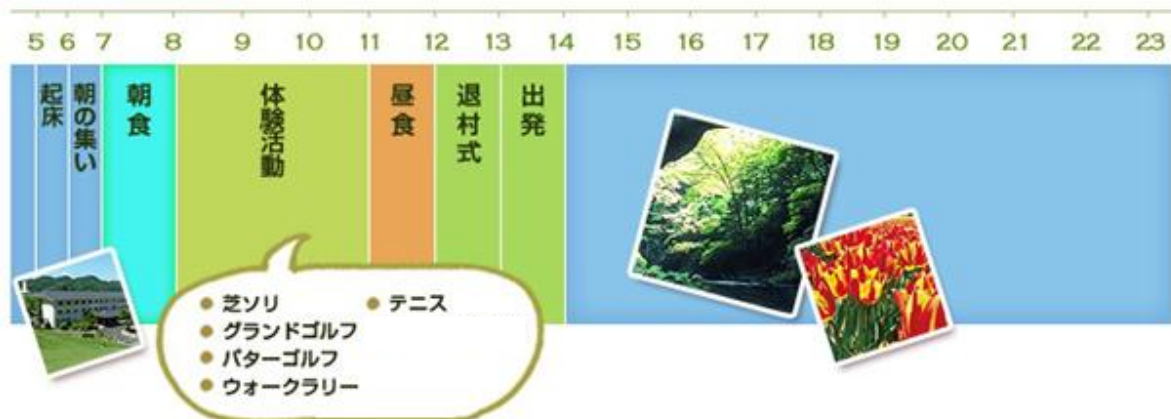 5 6 7 8 9 10 11 12 13 14 15 16 17 18 19 20 21 22 23
起床
朝の集い
朝食
体験活動
昼食
退村式
出発
● 芝ソリ ● テニス
● グランドゴルフ
● パターゴルフ
● ウォークラリー